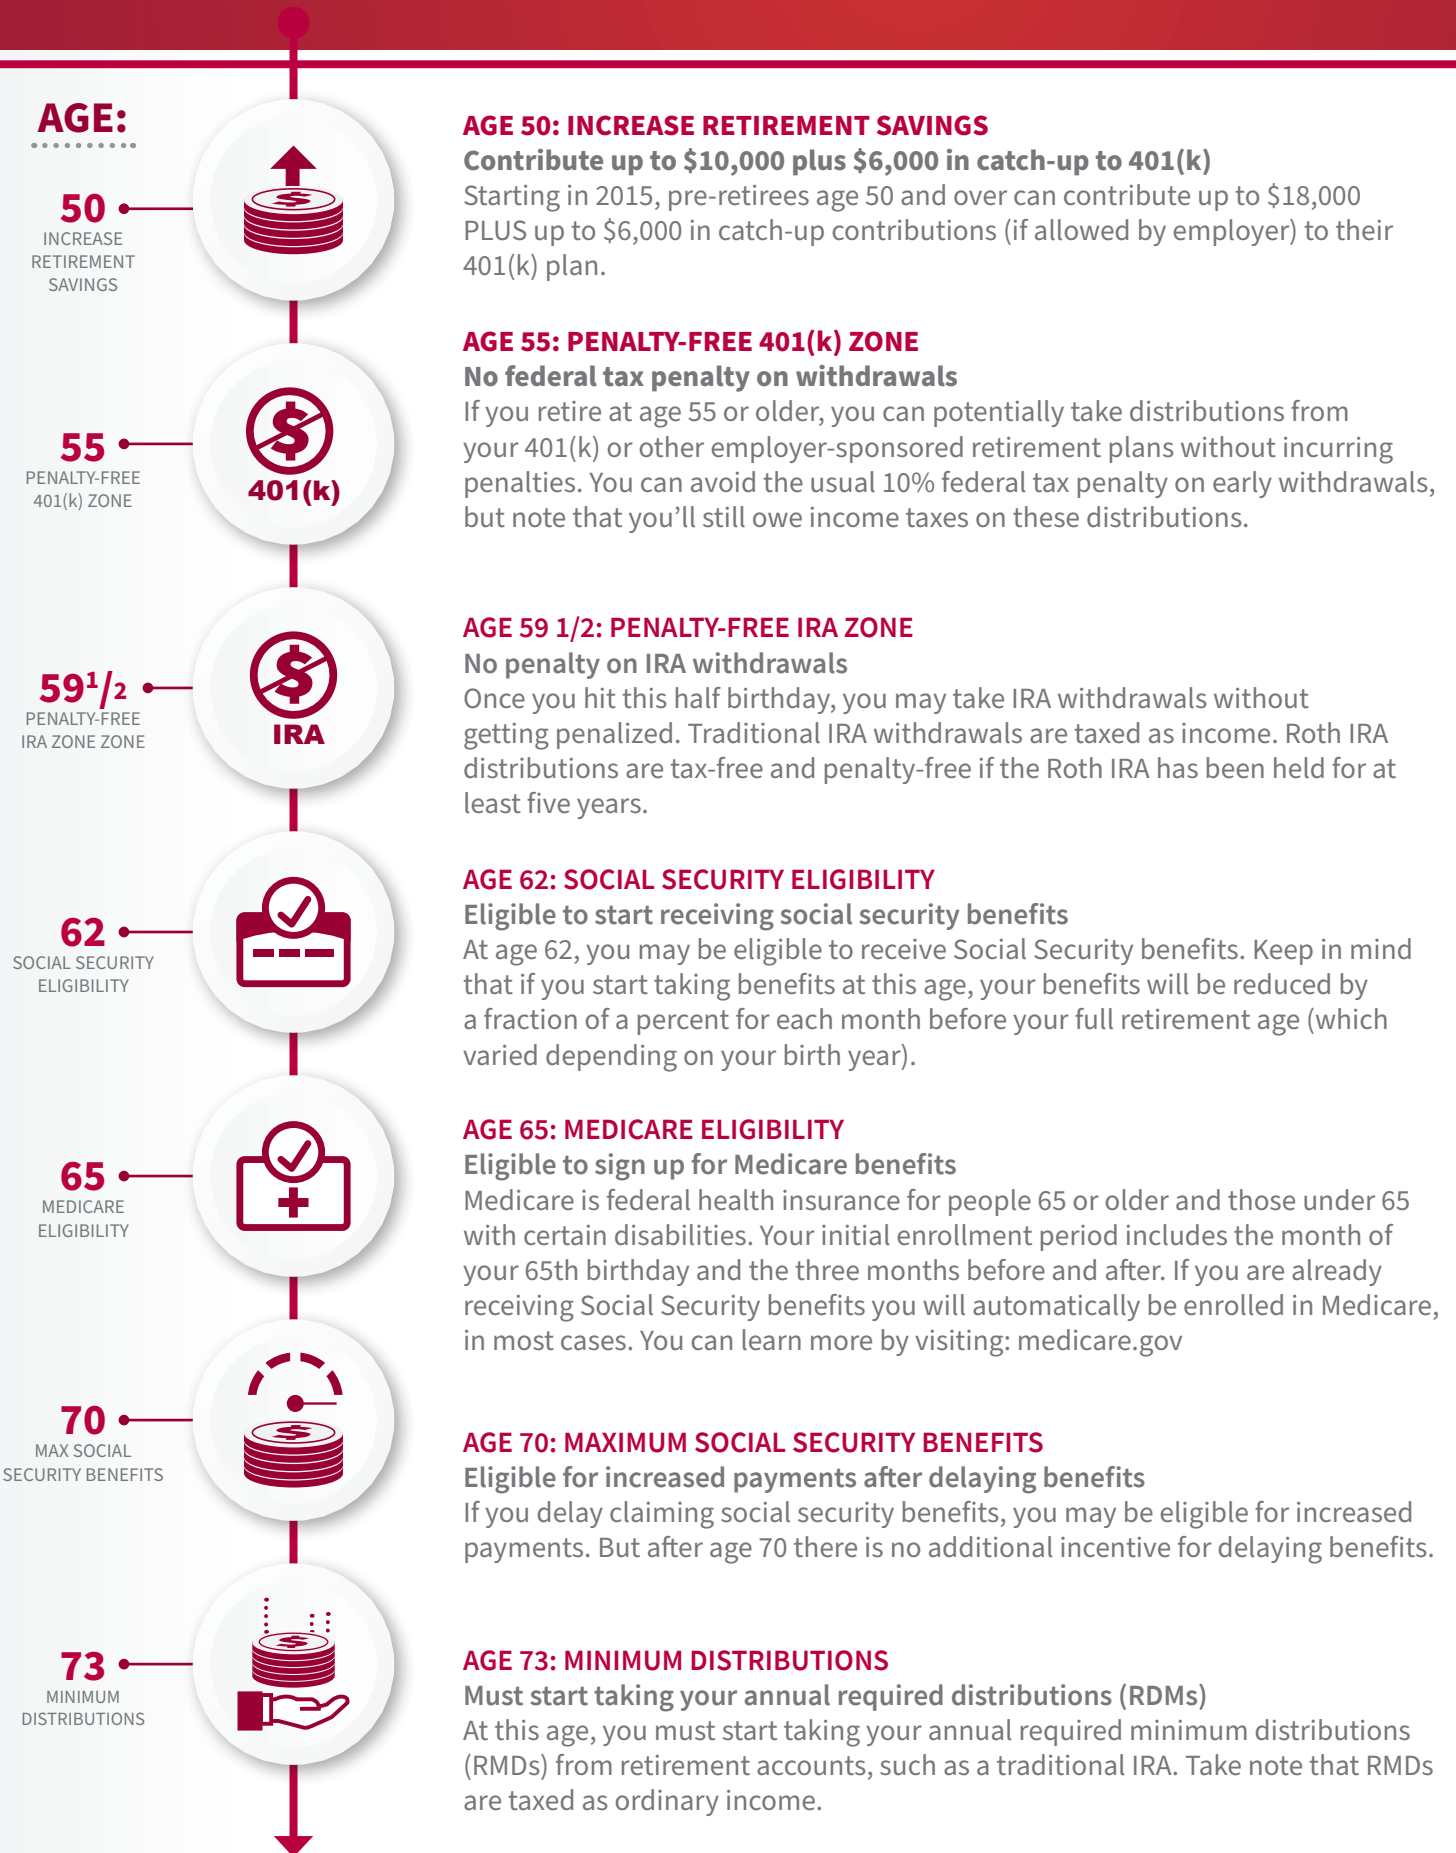 AGE:
50
INCREASE
RETIREMENT
SAVINGS
AGE 50: INCREASE RETIREMENT SAVINGS
Contribute up to $10,000 plus $6,000 in catch-up to 401(k)
Starting in 2015, pre-retirees age 50 and over can contribute up to $18,000
PLUS up to $6,000 in catch-up contributions (if allowed by employer) to their
401(k) plan.
55
PENALTY-FREE
401(k) ZONE
401(k)
AGE 55: PENALTY-FREE 401(k) ZONE
No federal tax penalty on withdrawals
If you retire at age 55 or older, you can potentially take distributions from
your 401(k) or other employer-sponsored retirement plans without incurring
penalties. You can avoid the usual 10% federal tax penalty on early withdrawals,
but note that you’ll still owe income taxes on these distributions.
59 1/2
PENALTY-FREE
IRA ZONE ZONE
IRA
AGE 59 1/2: PENALTY-FREE IRA ZONE
No penalty on IRA withdrawals
Once you hit this half birthday, you may take IRA withdrawals without
getting penalized. Traditional IRA withdrawals are taxed as income. Roth IRA
distributions are tax-free and penalty-free if the Roth IRA has been held for at
least five years.
62
SOCIAL SECURITY
ELIGIBILITY
AGE 62: SOCIAL SECURITY ELIGIBILITY
Eligible to start receiving social security benefits
At age 62, you may be eligible to receive Social Security benefits. Keep in mind
that if you start taking benefits at this age, your benefits will be reduced by
a fraction of a percent for each month before your full retirement age (which
varied depending on your birth year).
65
MEDICARE
ELIGIBILITY
AGE 65: MEDICARE ELIGIBILITY
Eligible to sign up for Medicare benefits
Medicare is federal health insurance for people 65 or older and those under 65
with certain disabilities. Your initial enrollment period includes the month of
your 65th birthday and the three months before and after. If you are already
receiving Social Security benefits you will automatically be enrolled in Medicare,
in most cases. You can learn more by visiting: medicare.gov
70
MAX SOCIAL
SECURITY BENEFITS
AGE 70: MAXIMUM SOCIAL SECURITY BENEFITS
Eligible for increased payments after delaying benefits
If you delay claiming social security benefits, you may be eligible for increased
payments. But after age 70 there is no additional incentive for delaying benefits.
73
MINIMUM
DISTRIBUTIONS
AGE 73: MINIMUM DISTRIBUTIONS
Must start taking your annual required distributions (RDMs)
At this age, you must start taking your annual required minimum distributions
(RMDs) from retirement accounts, such as a traditional IRA. Take note that RMDs
are taxed as ordinary income.